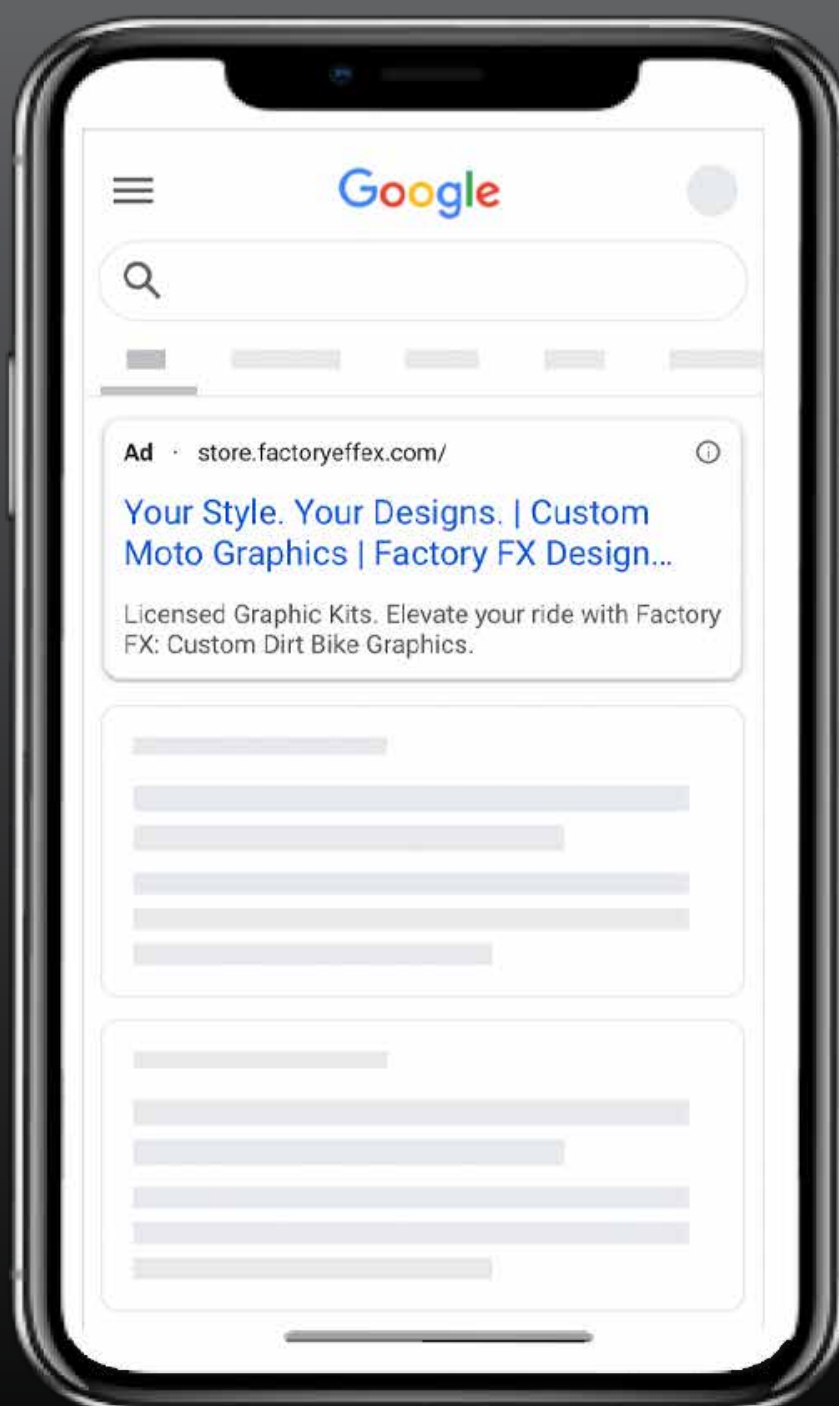 Google
Ad · store.factoryeffex.com/
Your Style. Your Designs. | Custom
Moto Graphics | Factory FX Design...
Licensed Graphic Kits. Elevate your ride with Factory
FX: Custom Dirt Bike Graphics.